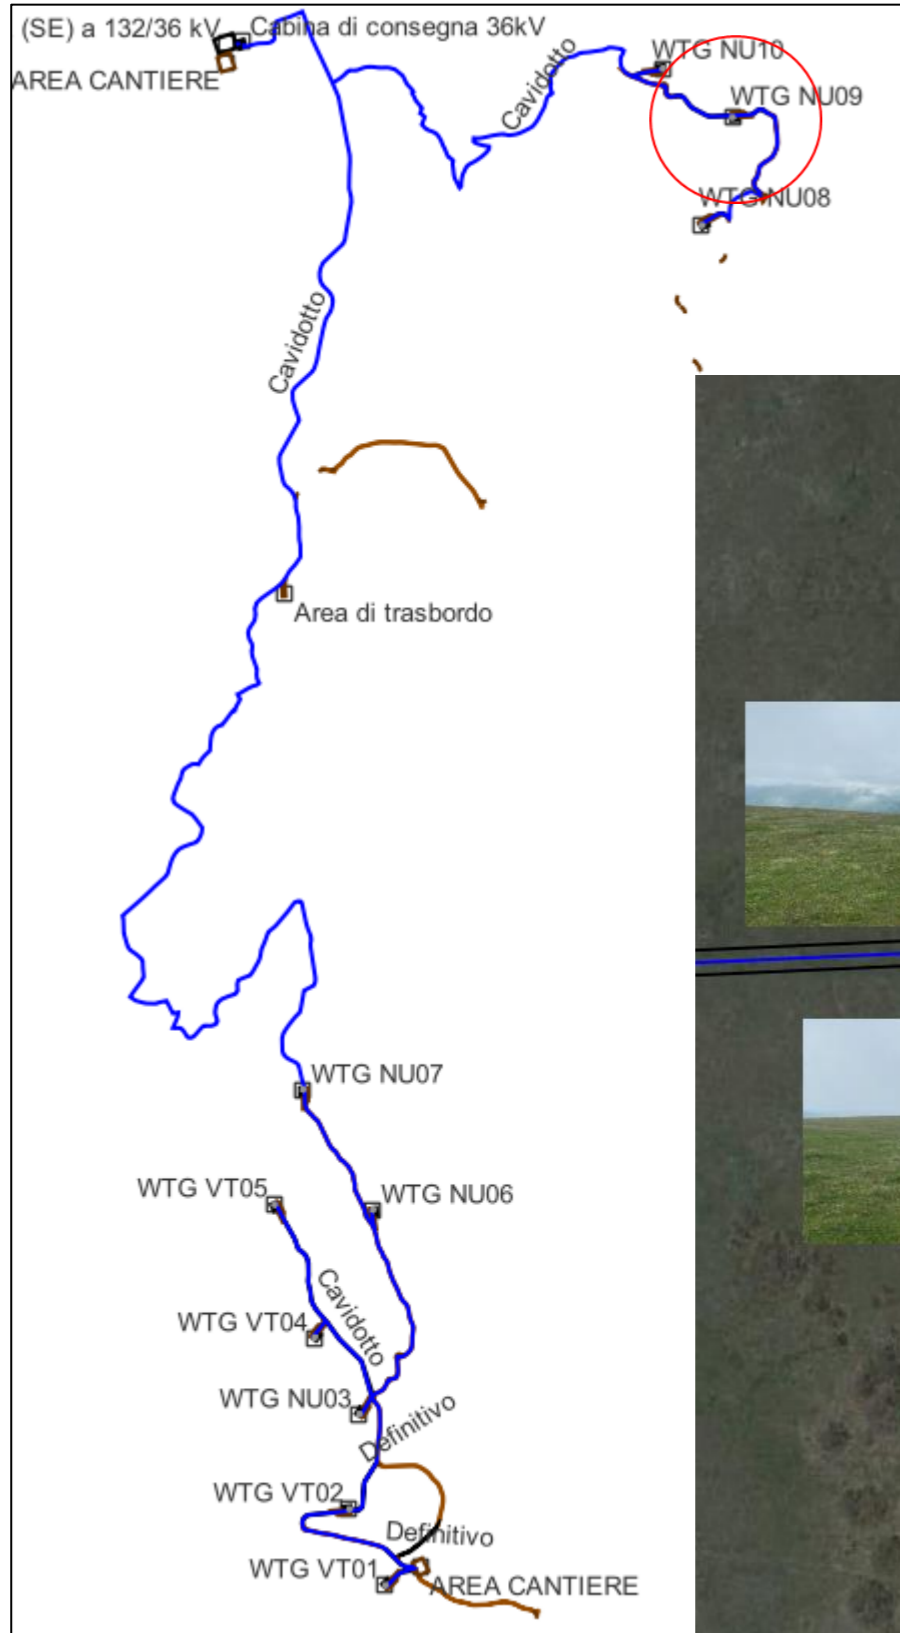 (SE) a 132/36 kV
Cabina di consegna 36kV
AREA CANTIERE
Cavidotto
WTG NU10
WTG NU09
WTG NU08
Cavidotto
Area di trasbordo
WTG NU07
WTG VT05
WTG NU06
Cavidotto
WTG VT04
WTG NU03
Definitivo
WTG VT02
Definitivo
WTG VT01
AREA CANTIERE